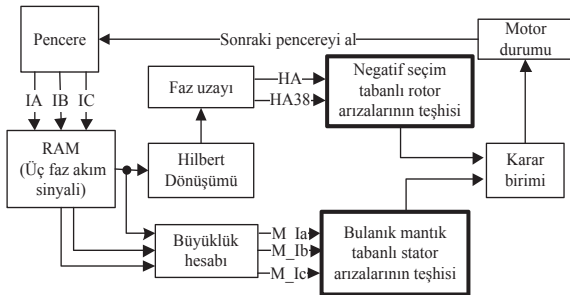 Pencere
Sonraki pencereyi al
Motor
durumu
IA
IB
IC
Faz uzayı
HA
HA38
Negatif seçim
tabanlı rotor
arızalarının teşhisi
RAM
(Üç faz akım
sinyali)
Hilbert
Dönüşümü
Karar
birimi
Büyüklük
hesabı
M_Ia
M_Ib
M_Ic
Bulanık mantık
tabanlı stator
arızalarının teşhisi